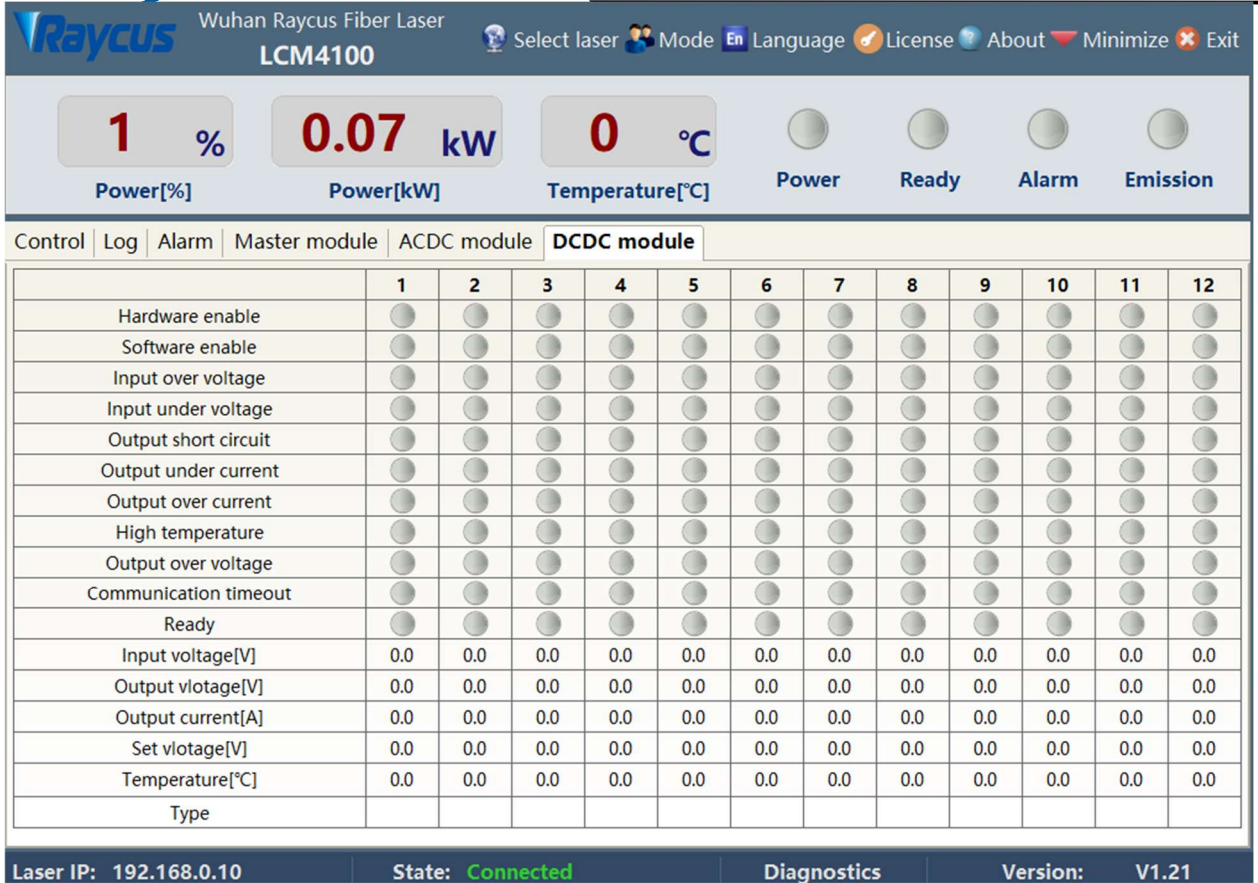 Raycus Wuhan Raycus Fiber Laser
LCM4100
Select laser Mode En Language License About Minimize Exit
1 % 0.07 kW 0 ℃
Power[%] Power[kW] Temperature[℃] Power Ready Alarm Emission
Control Log Alarm Master module ACDC module DCDC module
1 2 3 4 5 6 7 8 9 10 11 12
Hardware enable
Software enable
Input over voltage
Input under voltage
Output short circuit
Output under current
Output over current
High temperature
Output over voltage
Communication timeout
Ready
Input voltage[V] 0.0 0.0 0.0 0.0 0.0 0.0 0.0 0.0 0.0 0.0 0.0 0.0
Output vlotage[V] 0.0 0.0 0.0 0.0 0.0 0.0 0.0 0.0 0.0 0.0 0.0 0.0
Output current[A] 0.0 0.0 0.0 0.0 0.0 0.0 0.0 0.0 0.0 0.0 0.0 0.0
Set vlotage[V] 0.0 0.0 0.0 0.0 0.0 0.0 0.0 0.0 0.0 0.0 0.0 0.0
Temperature[℃] 0.0 0.0 0.0 0.0 0.0 0.0 0.0 0.0 0.0 0.0 0.0 0.0
Type
Laser IP: 192.168.0.10 State: Connected Diagnostics Version: V1.21